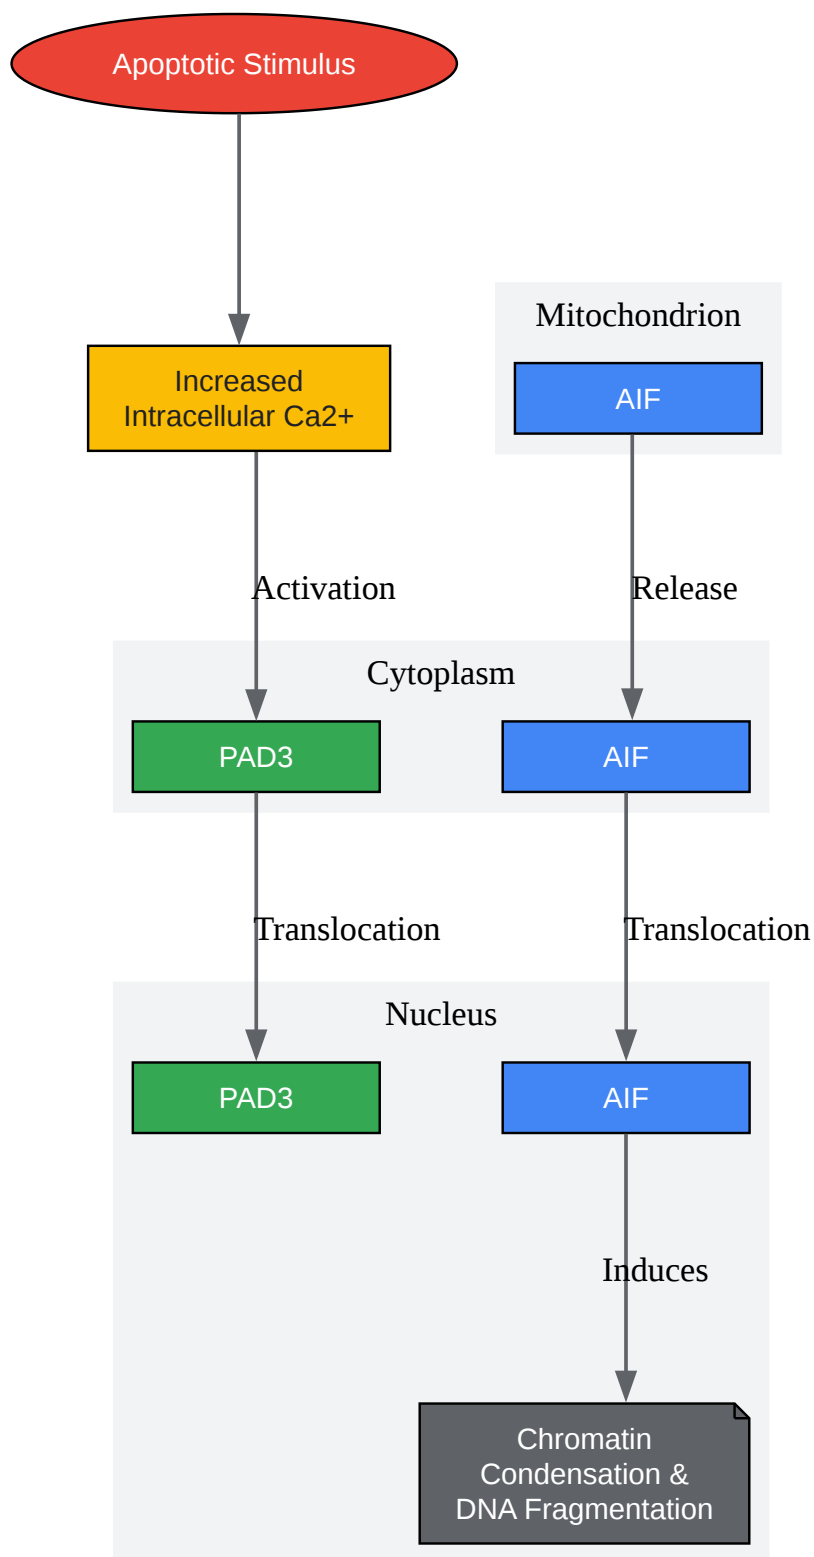 Apoptotic Stimulus
Mitochondrion
Increased
Intracellular Ca2+
AIF
Activation
Release
Cytoplasm
PAD3
AIF
Translocation
Translocation
Nucleus
PAD3
AIF
Induces
Chromatin
Condensation &
DNA Fragmentation